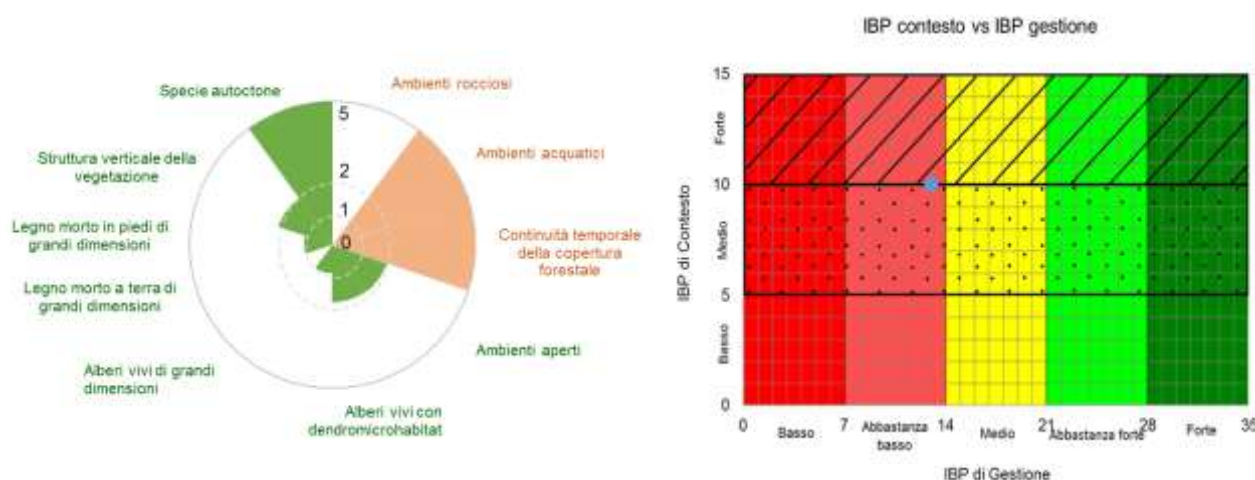 Specie autoctone
Ambienti rocciosi
Struttura verticale della
vegetazione
Ambienti acquatici
Legno morto in piedi di
grandi dimensioni
Continuità temporale
della copertura
forestale
Legno morto a terra di
grandi dimensioni
Ambienti aperti
Alberi vivi di grandi
dimensioni
Alberi vivi con
dendromicrohabitat
5
2
1
0
IBP contesto vs IBP gestione
IBP di Contesto
15
Forte
10
Medio
5
Basso
0
0
Basso
7
Abbastanza
basso
14
Medio
21
Abbastanza forte
28
Forte
35
IBP di Gestione